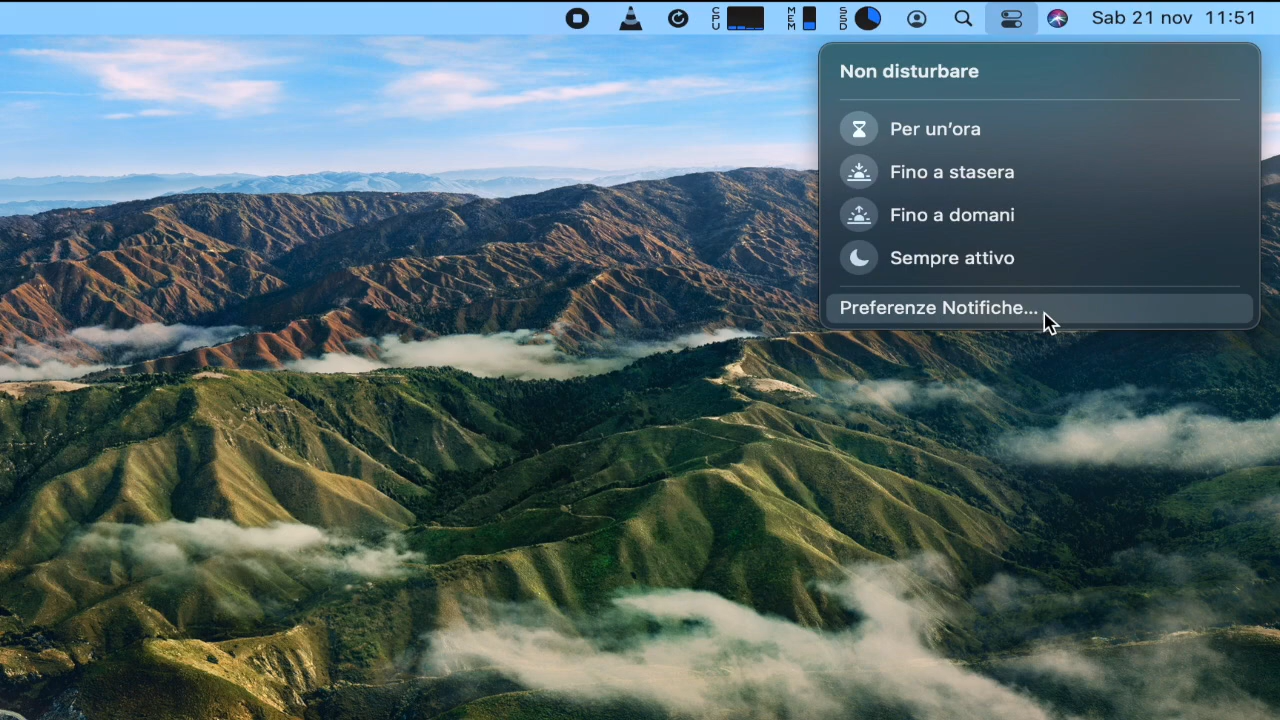 CPU MEM SSD Sab 21 nov 11:51
Non disturbare
Per un'ora
Fino a stasera
Fino a domani
Sempre attivo
Preferenze Notifiche...